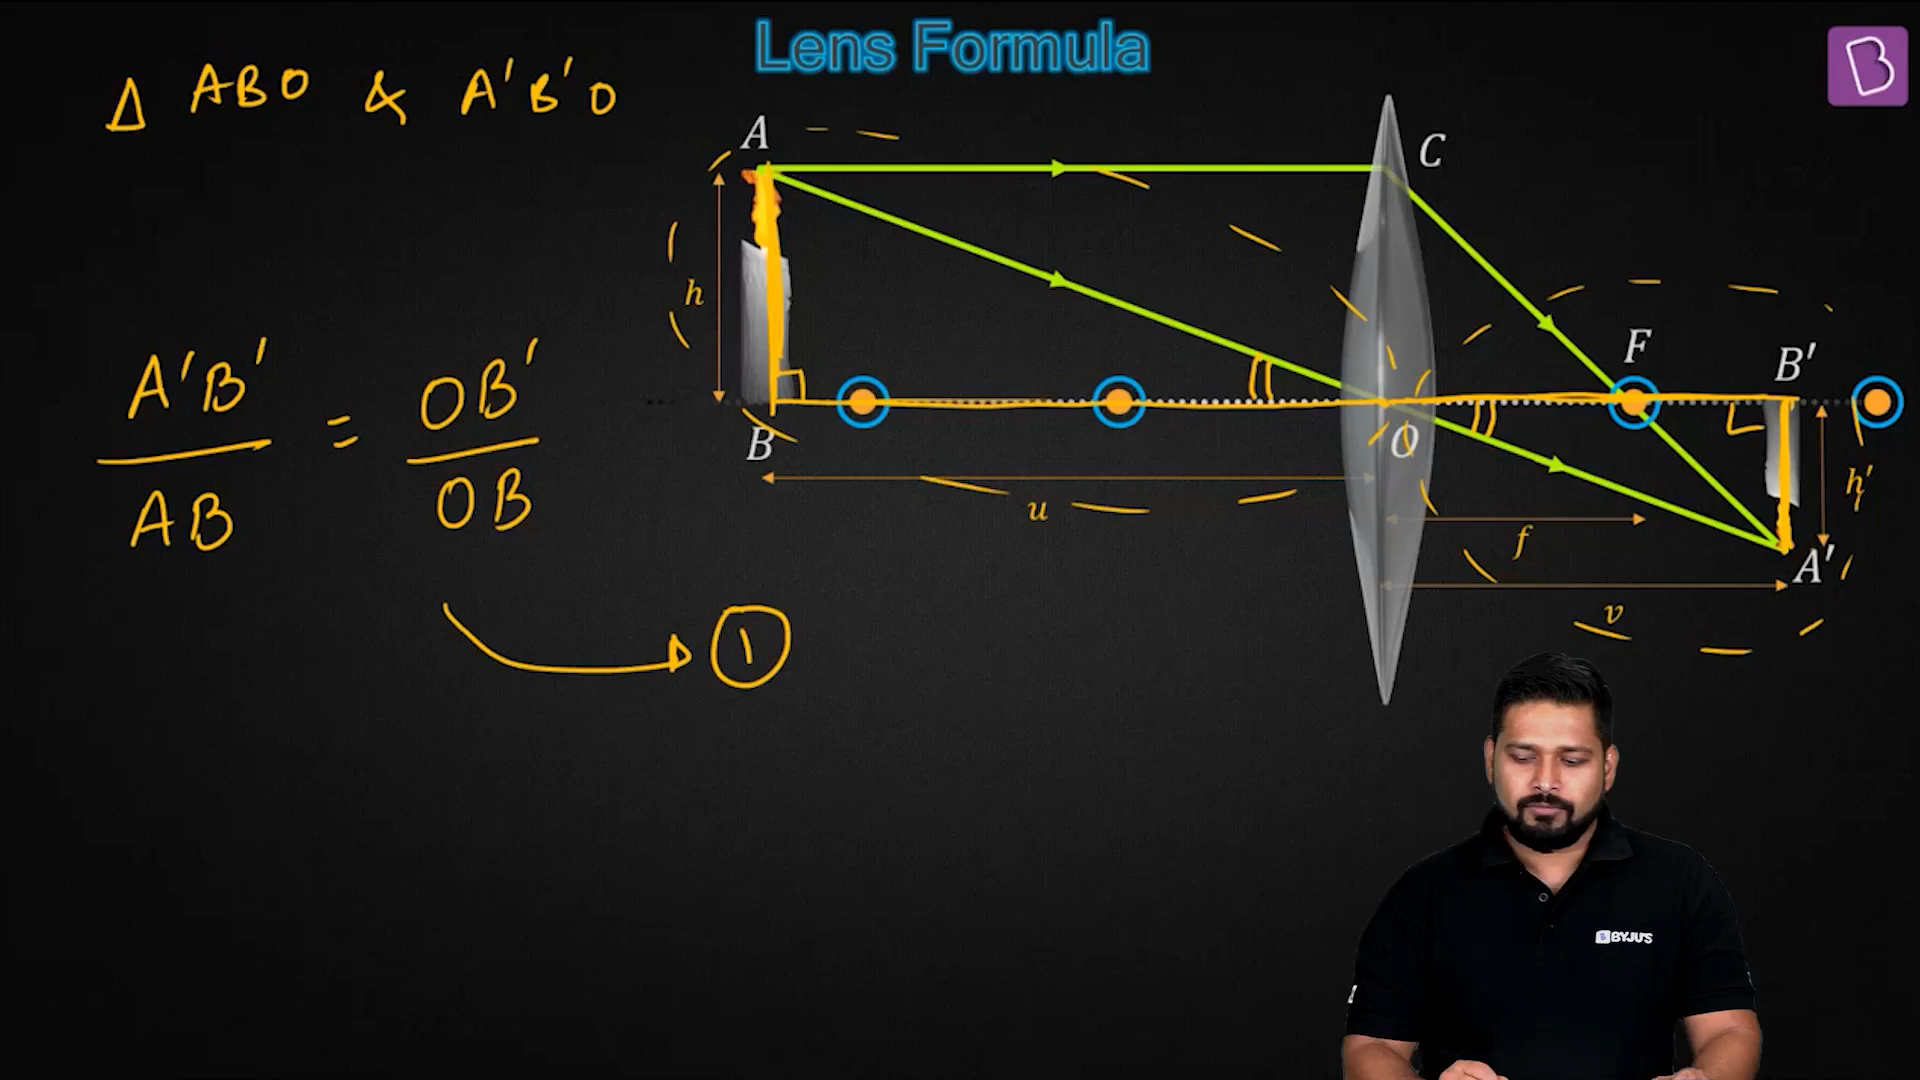 Lens Formula
Δ ABO & A'B'O
A'B' / AB = OB' / OB
①
A
C
h
F
B'
B
O
h'
u
f
A'
v
BYJU'S
B